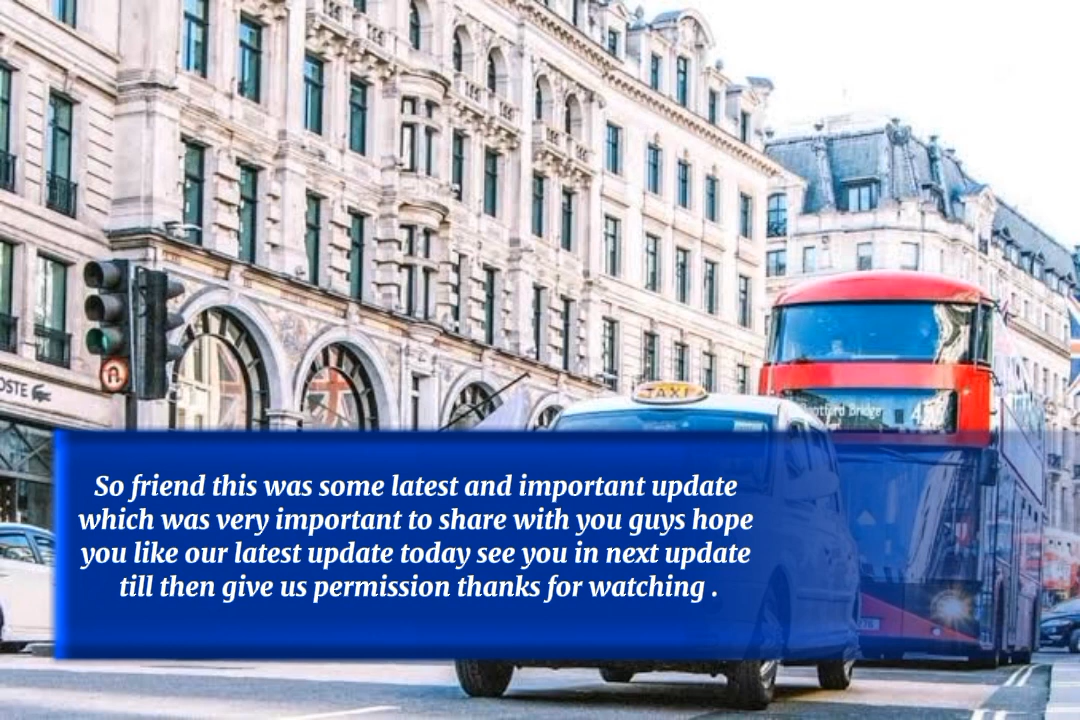 OSTE
TAXI
So friend this was some latest and important update
which was very important to share with you guys hope
you like our latest update today see you in next update
till then give us permission thanks for watching .